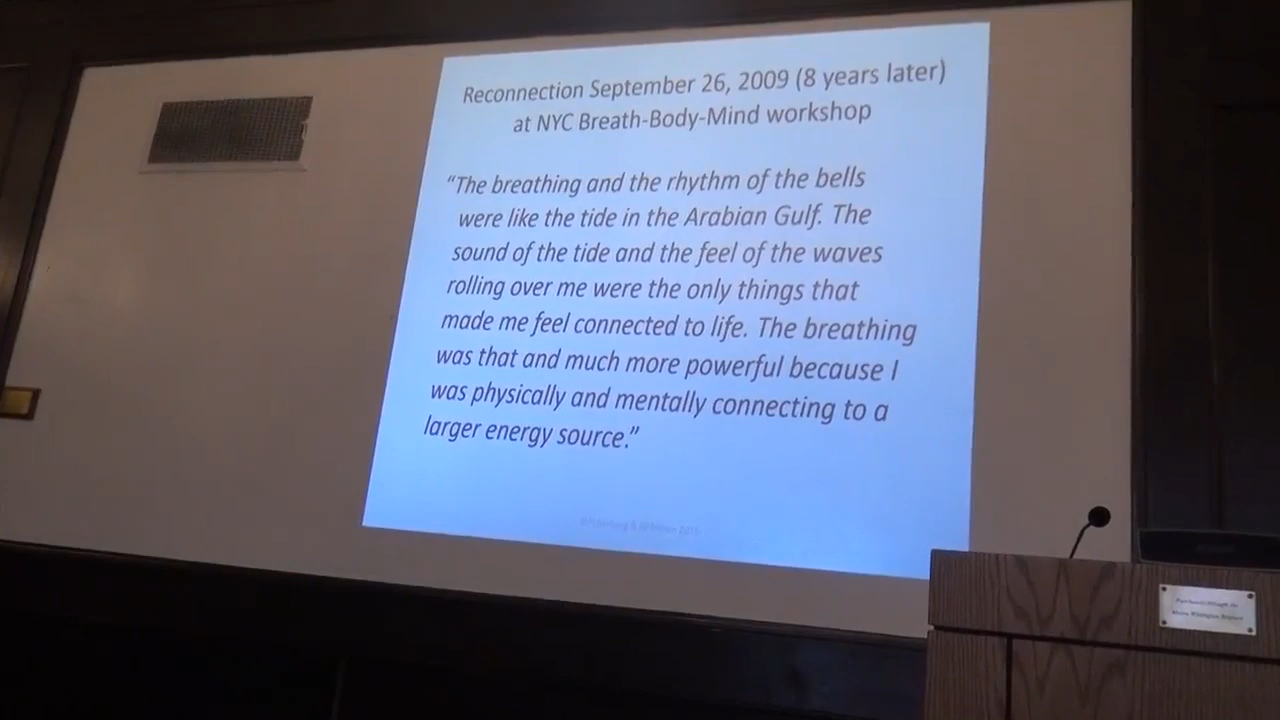 Reconnection September 26, 2009 (8 years later)
at NYC Breath-Body-Mind workshop
“The breathing and the rhythm of the bells
were like the tide in the Arabian Gulf. The
sound of the tide and the feel of the waves
rolling over me were the only things that
made me feel connected to life. The breathing
was that and much more powerful because I
was physically and mentally connecting to a
larger energy source.”